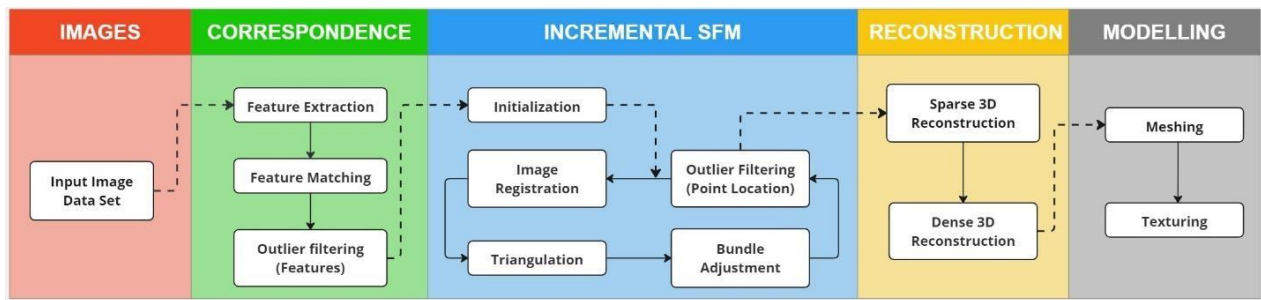 IMAGES
CORRESPONDENCE
INCREMENTAL SFM
RECONSTRUCTION
MODELLING
Input Image
Data Set
Feature Extraction
Feature Matching
Outlier filtering
(Features)
Initialization
Image
Registration
Triangulation
Outlier Filtering
(Point Location)
Bundle
Adjustment
Sparse 3D
Reconstruction
Dense 3D
Reconstruction
Meshing
Texturing